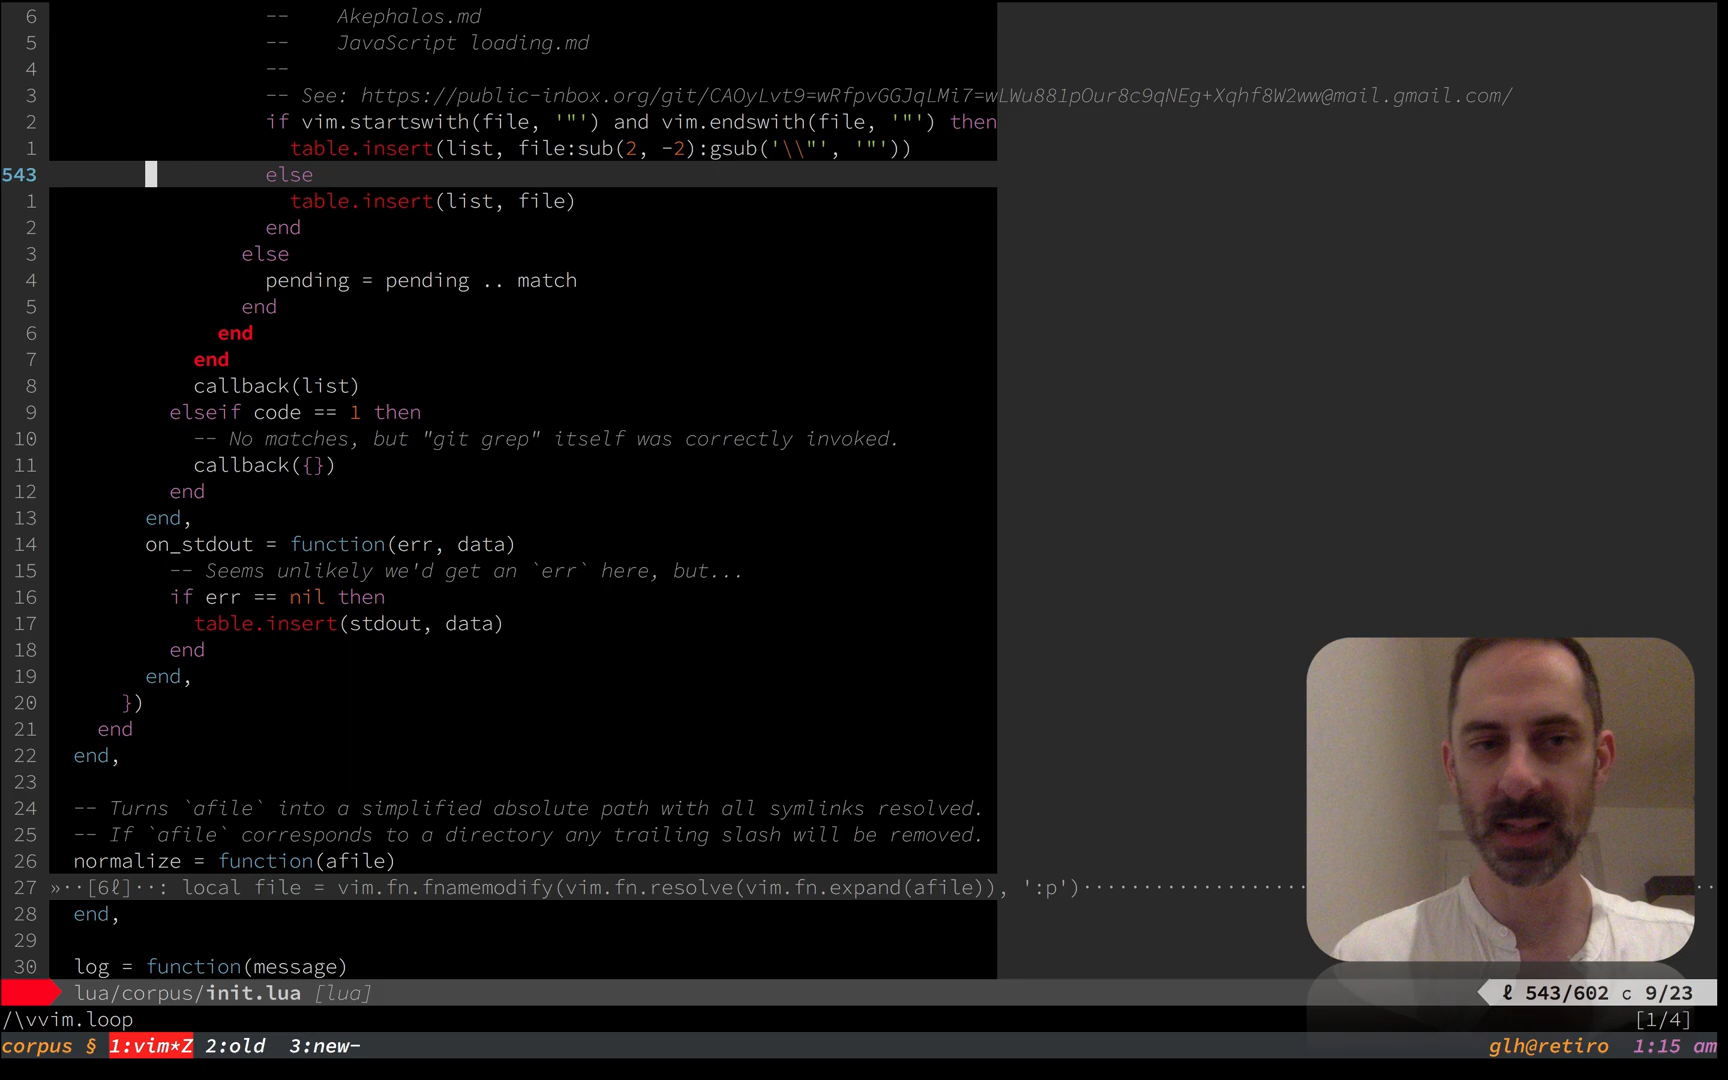 6 --    Akephalos.md
5 --    JavaScript loading.md
4 --
3 -- See: https://public-inbox.org/git/CAOyLvt9=wRfpvGGJqLMi7=wLWu881pOur8c9qNEg+Xqhf8W2ww@mail.gmail.com/
2 if vim.startswith(file, '"') and vim.endswith(file, '"') then
1 table.insert(list, file:sub(2, -2):gsub('\\"', '"'))
543 else
1 table.insert(list, file)
2 end
3 else
4 pending = pending .. match
5 end
6 end
7 end
8 callback(list)
9 elseif code == 1 then
10 -- No matches, but "git grep" itself was correctly invoked.
11 callback({})
12 end
13 end,
14 on_stdout = function(err, data)
15 -- Seems unlikely we'd get an `err` here, but...
16 if err == nil then
17 table.insert(stdout, data)
18 end
19 end,
20 })
21 end
22 end,
23
24 -- Turns `afile` into a simplified absolute path with all symlinks resolved.
25 -- If `afile` corresponds to a directory any trailing slash will be removed.
26 normalize = function(afile)
27 »··[6ℓ]··: local file = vim.fn.fnamemodify(vim.fn.resolve(vim.fn.expand(afile)), ':p')···················
28 end,
29
30 log = function(message)
lua/corpus/init.lua [lua] ℓ 543/602 c 9/23
/\vvim.loop [1/4]
corpus § 1:vim*Z 2:old 3:new- glh@retiro 1:15 am